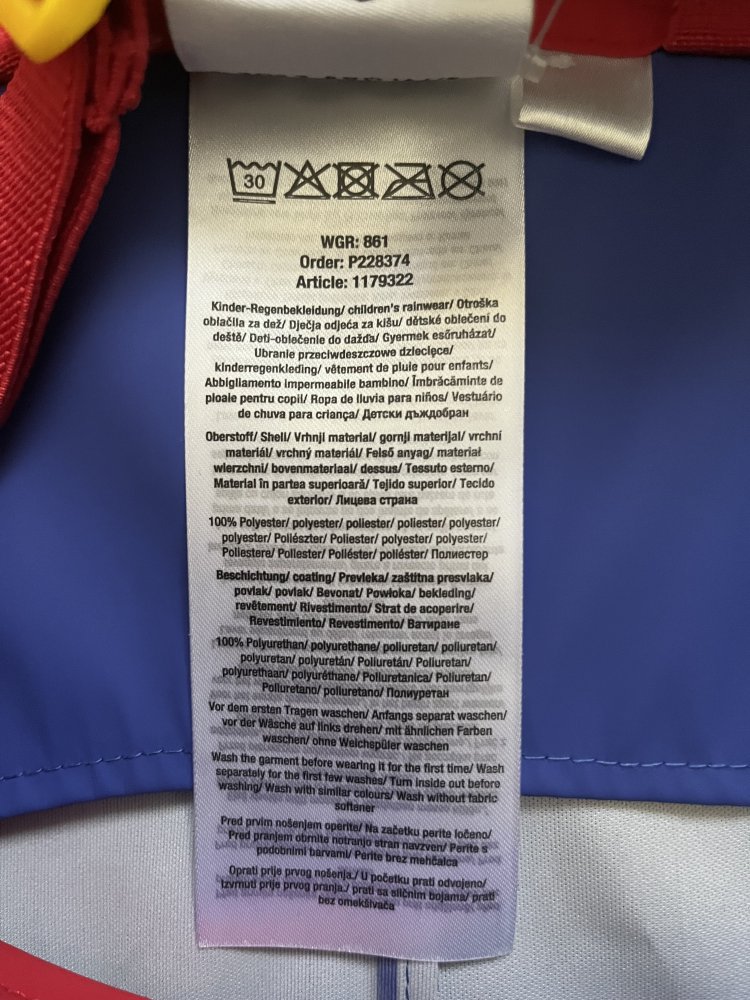 30
WGR: 861
Order: P228374
Article: 1179322
Kinder-Regenbekleidung/ children's rainwear/ Otroška
oblačila za dež/ Dječja odjeća za kišu/ dětské oblečení do
deště/ Deti-oblečenie do dažďa/ Gyermek esőruházat/
Ubranie przeciwdeszczowe dziecięce/
kinderregenkleding/ vêtement de pluie pour enfants/
Abbigliamento impermeabile bambino/ Îmbrăcăminte de
ploaie pentru copii/ Ropa de lluvia para niños/ Vestuário
de chuva para criança/ Детски дъждобран
Oberstoff/ Shell/ Vrhnji material/ gornji materijal/ vrchní
materiál/ vrchný materiál/ Felső anyag/ materiał
wierzchni/ bovenmateriaal/ dessus/ Tessuto esterno/
Material în partea superioară/ Tejido superior/ Tecido
exterior/ Лицева страна
100% Polyester/ polyester/ poliester/ poliester/ polyester/
polyester/ Poliészter/ Poliester/ polyester/ polyester/
Poliestere/ Poliester/ Poliéster/ poliéster/ Полиестер
Beschichtung/ coating/ Prevleka/ zaštitna presvlaka/
povlak/ povlak/ Bevonat/ Powłoka/ bekleding/
revêtement/ Rivestimento/ Strat de acoperire/
Revestimiento/ Revestimento/ Ватиране
100% Polyurethan/ polyurethane/ poliuretan/ poliuretan/
polyuretan/ polyuretán/ Poliuretán/ Poliuretan/
polyurethaan/ polyuréthane/ Poliuretanica/ Poliuretan/
Poliuretano/ poliuretano/ Полиуретан
Vor dem ersten Tragen waschen/ Anfangs separat waschen/
vor der Wäsche auf links drehen/ mit ähnlichen Farben
waschen/ ohne Weichspüler waschen
Wash the garment before wearing it for the first time/ Wash
separately for the first few washes/ Turn inside out before
washing/ Wash with similar colours/ Wash without fabric
softener
Pred prvim nošenjem operite/ Na začetku perite ločeno/
Pred pranjem obrnite notranjo stran navzven/ Perite s
podobnimi barvami/ Perite brez mehčalca
Oprati prije prvog nošenja./ U početku prati odvojeno/
Izvrnuti prije prvog pranja./ prati sa sličnim bojama/ prati
bez omekšivača